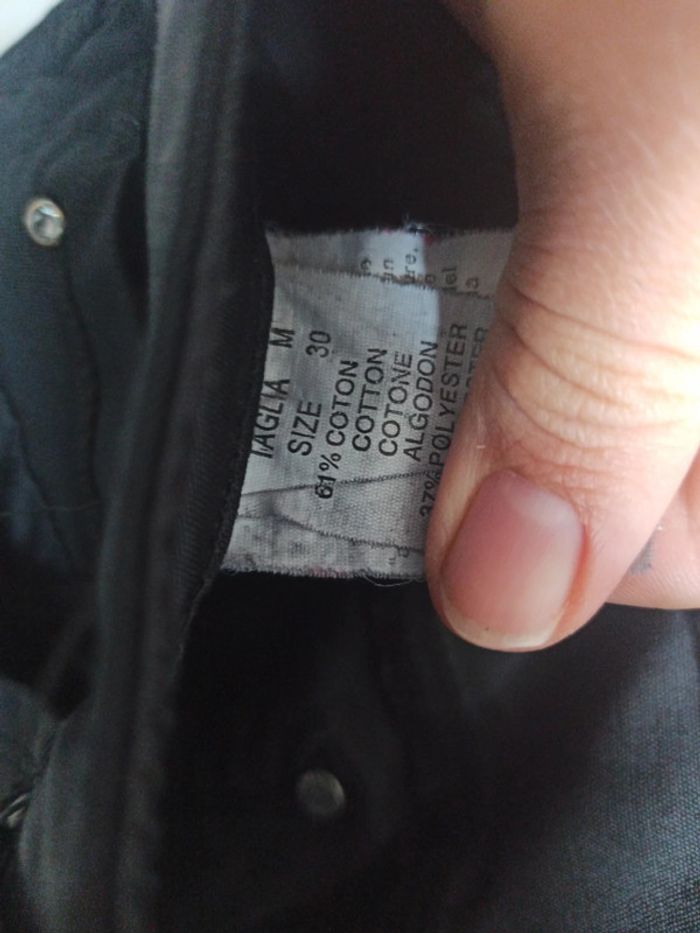 TAGLIA M
SIZE 30
61% COTON
COTTON
COTONE
ALGODON
37% POLYESTER